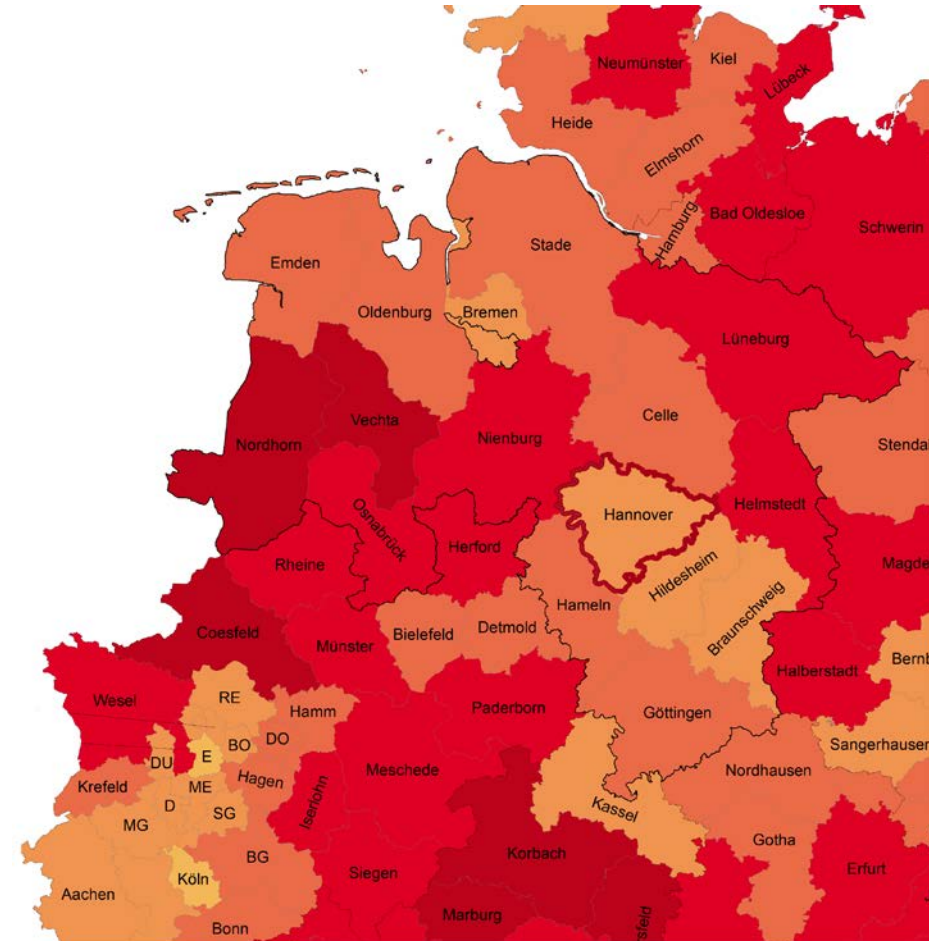 Neumünster
Kiel
Lübeck
Heide
Elmshorn
Bad Oldesloe
Hamburg
Schwerin
Stade
Emden
Oldenburg
Bremen
Lüneburg
Celle
Vechta
Nordhorn
Nienburg
Stenda
Hannover
Helmstedt
Osnabrück
Herford
Rheine
Magde
Hildesheim
Hameln
Braunschweig
Coesfeld
Münster
Bielefeld
Detmold
Halberstadt
Bernb
Wesel
RE
Hamm
Paderborn
Göttingen
DO
BO
E
DU
Sangerhausen
Meschede
Nordhausen
Krefeld
Hagen
ME
Iserlohn
D
SG
Kassel
MG
Gotha
BG
Korbach
Siegen
Erfurt
Köln
Aachen
Marburg
rsfeld
Bonn